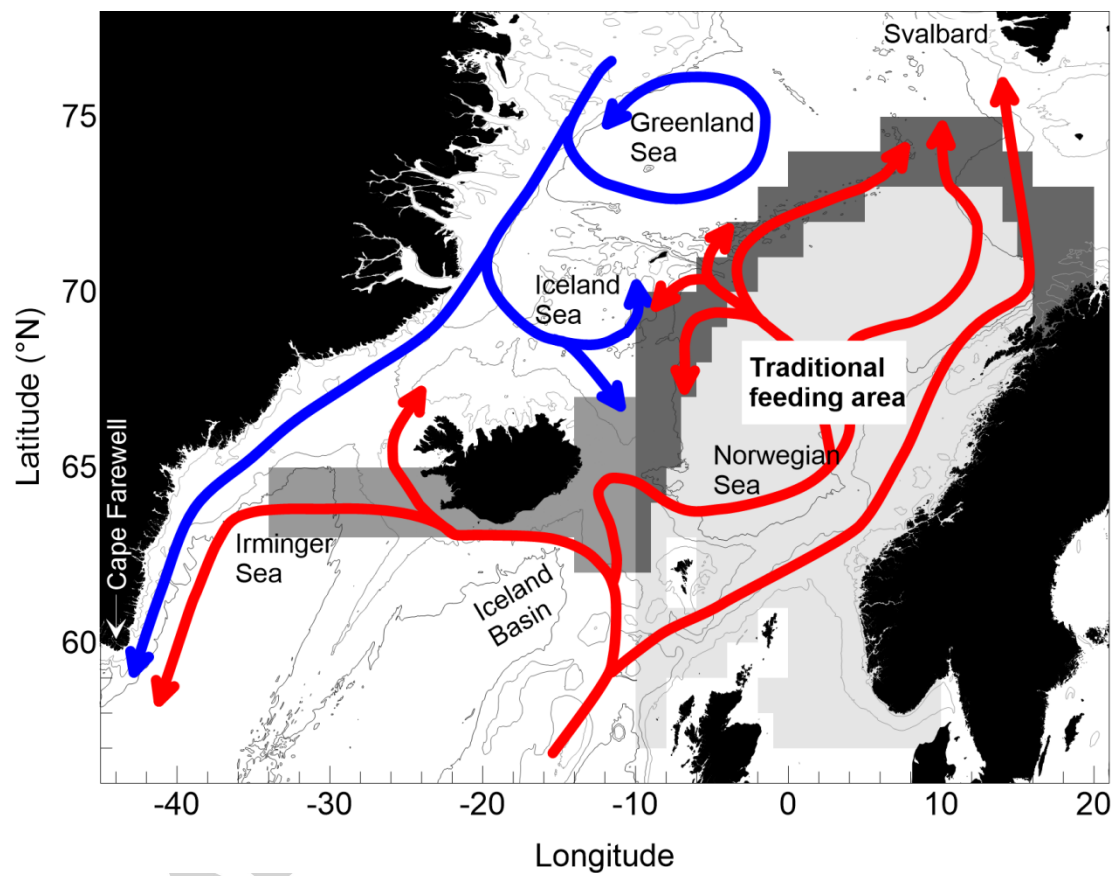 Svalbard
Greenland
Sea
Iceland
Sea
Traditional
feeding area
Norwegian
Sea
Irminger
Sea
Iceland
Basin
← Cape Farewell
Latitude (°N)
75
70
65
60
-40 -30 -20 -10 0 10 20
Longitude